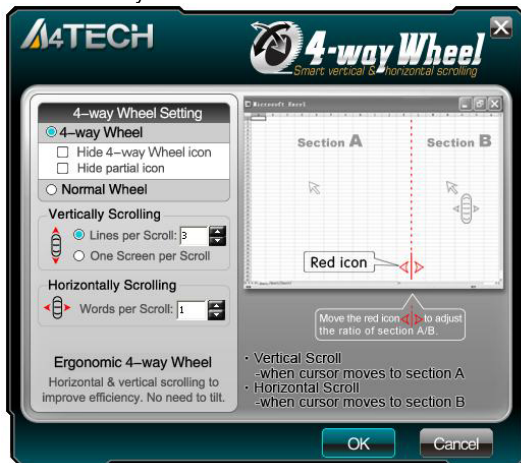 A4TECH
4-way Wheel
Smart vertical & horizontal scrolling
4-way Wheel Setting
4-way Wheel
Hide 4-way Wheel icon
Hide partial icon
Normal Wheel
Vertically Scrolling
Lines per Scroll: 3
One Screen per Scroll
Horizontally Scrolling
Words per Scroll: 1
Ergonomic 4-way Wheel
Horizontal & vertical scrolling to
improve efficiency. No need to tilt.
Microsoft Excel
Section A
Section B
Red icon
Move the red icon to adjust
the ratio of section A/B.
· Vertical Scroll
-when cursor moves to section A
· Horizontal Scroll
-when cursor moves to section B
OK
Cancel